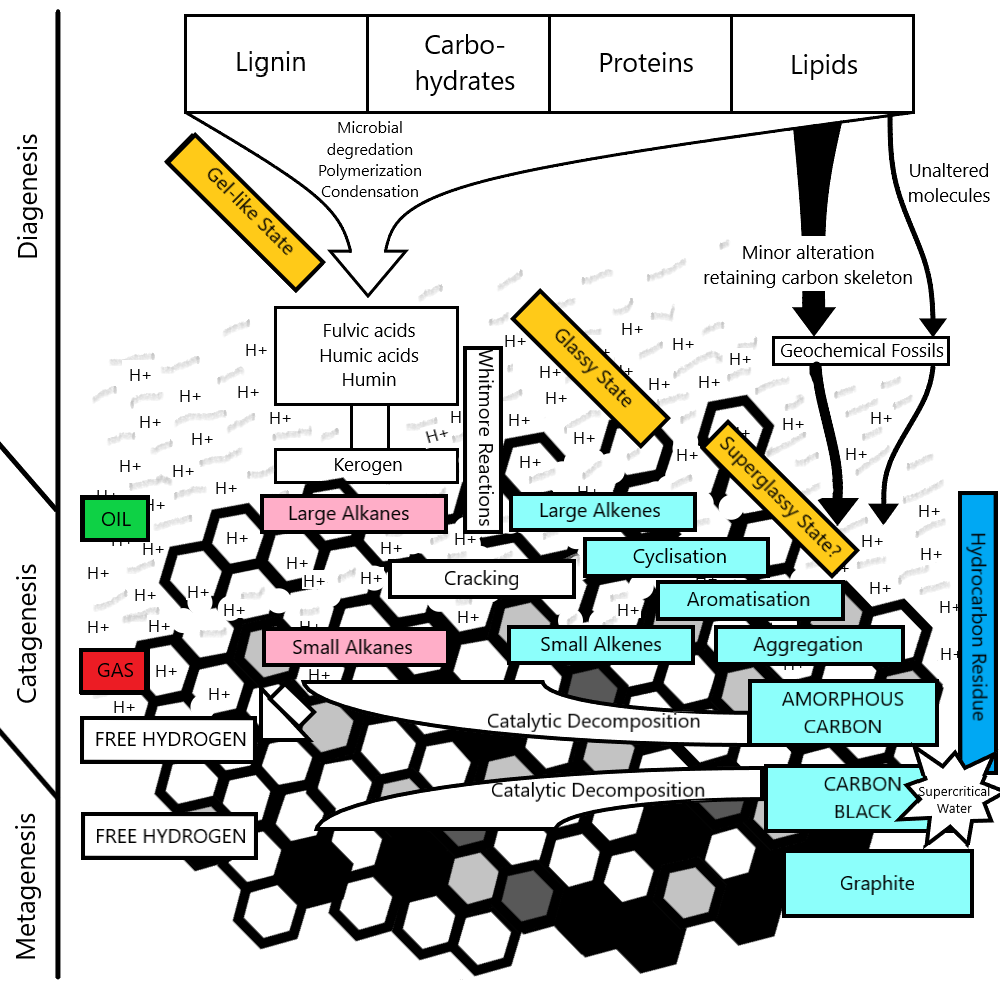 Lignin
Carbo-
hydrates
Proteins
Lipids
Diagenesis
Microbial
degredation
Polymerization
Condensation
Gel-like State
Unaltered
molecules
Minor alteration
retaining carbon skeleton
Fulvic acids
Humic acids
Humin
Whitmore Reactions
Glassy State
Geochemical Fossils
H+
H+
H+
H+
H+
H+
H+
H+
H+
H+
H+
H+
H+
H+
Superglassy State?
Kerogen
H+
H+
H+
H+
H+
H+
H+
H+
Catagenesis
OIL
Large Alkanes
Large Alkenes
H+
H+
H+
H+
H+
H+
Cyclisation
Hydrocarbon Residue
Cracking
H+
H+
H+
H+
Aromatisation
H+
H+
H+
H+
H+
H+
Small Alkanes
Small Alkenes
Aggregation
GAS
H+
H+
H+
H+
AMORPHOUS
CARBON
Catalytic Decomposition
FREE HYDROGEN
Metagenesis
Catalytic Decomposition
CARBON
BLACK
Supercritical
Water
FREE HYDROGEN
Graphite